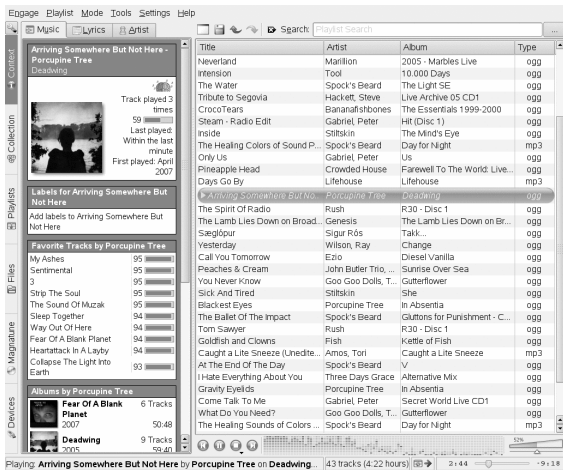 Engage Playlist Mode Tools Settings Help
Music Lyrics Artist
Search: Playlist Search ...
Context
Collection
Playlists
Files
Magnatune
Devices
Arriving Somewhere But Not Here -
Porcupine Tree
Deadwing
Track played 3
times
59
Last played:
Within the last
minute
First played: April
2007
Labels for Arriving Somewhere But
Not Here
Add labels to Arriving Somewhere But
Not Here
Favorite Tracks by Porcupine Tree
My Ashes 95
Sentimental 95
3 95
Strip The Soul 95
The Sound Of Muzak 95
Sleep Together 94
Way Out Of Here 94
Fear Of A Blank Planet 94
Heartattack In A Layby 94
Collapse The Light Into
Earth 93
Albums by Porcupine Tree
Fear Of A Blank 6 Tracks
Planet
2007 50:48
Deadwing 9 Tracks
2005 59:40
Title Artist Album Type
Neverland Marillion 2005 - Marbles Live ogg
Intension Tool 10.000 Days ogg
The Water Spock's Beard The Light SE ogg
Tribute to Segovia Hackett, Steve Live Archive 05 CD1 ogg
CrocoTears Bananafishbones The Essentials 1999-2000 ogg
Steam - Radio Edit Gabriel, Peter Hit (Disc 1) ogg
Inside Stiltskin The Mind's Eye ogg
The Healing Colors of Sound P... Spock's Beard Day for Night mp3
Only Us Gabriel, Peter Us ogg
Pineapple Head Crowded House Farewell To The World: Live... ogg
Days Go By Lifehouse Lifehouse mp3
Arriving Somewhere But No... Porcupine Tree Deadwing ogg
The Spirit Of Radio Rush R30 - Disc 1 ogg
The Lamb Lies Down on Broad... Genesis The Lamb Lies Down on Br... ogg
Sæglópur Sigur Rós Takk... ogg
Yesterday Wilson, Ray Change ogg
Call You Tomorrow Ezio Diesel Vanilla ogg
Peaches & Cream John Butler Trio, ... Sunrise Over Sea ogg
You Never Know Goo Goo Dolls, T... Gutterflower ogg
Sick And Tired Stiltskin She ogg
Blackest Eyes Porcupine Tree In Absentia ogg
The Ballet Of The Impact Spock's Beard Gluttons for Punishment - C... ogg
Tom Sawyer Rush R30 - Disc 1 ogg
Goldfish and Clowns Fish Kettle of Fish ogg
Caught a Lite Sneeze (Unedite... Amos, Tori Caught a Lite Sneeze mp3
At The End Of The Day Spock's Beard V ogg
I Hate Everything About You Three Days Grace Alternative Mix ogg
Gravity Eyelids Porcupine Tree In Absentia ogg
Come Talk To Me Gabriel, Peter Secret World Live CD1 ogg
What Do You Need? Goo Goo Dolls, T... Gutterflower ogg
The Healing Sounds of Colors ... Spock's Beard Day for Night mp3
52%
Playing: Arriving Somewhere But Not Here by Porcupine Tree on Deadwing... 43 tracks (4:22 hours) 2:44 -9:18